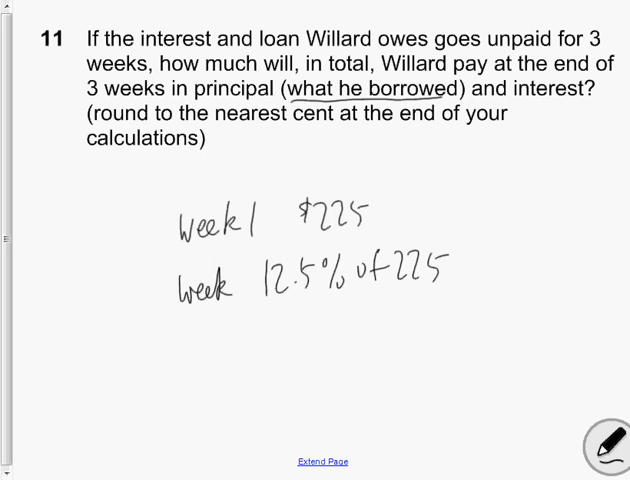 11 If the interest and loan Willard owes goes unpaid for 3
weeks, how much will, in total, Willard pay at the end of
3 weeks in principal (what he borrowed) and interest?
(round to the nearest cent at the end of your
calculations)
week 1 $225
week 12.5% of 225
Extend Page